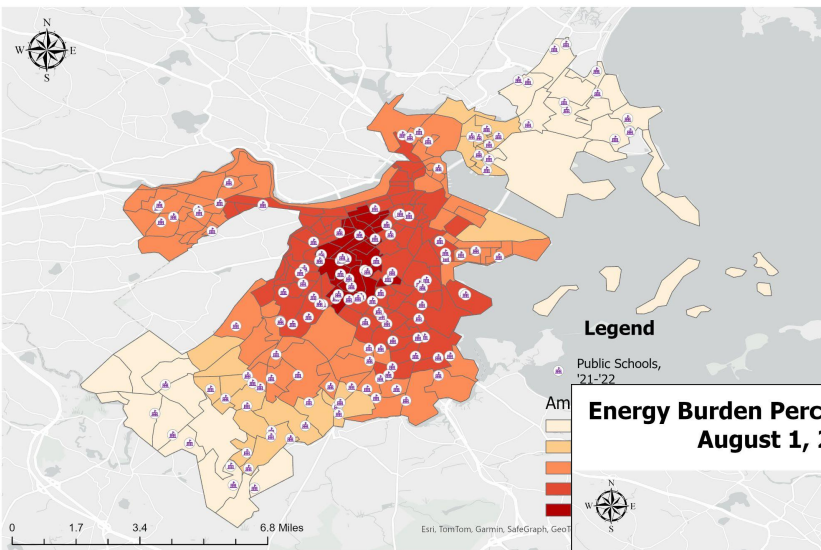 N
W E
S
Legend
Public Schools,
'21-'22
Am
Energy Burden Perc
August 1, 2
N
W E
S
0 1.7 3.4 6.8 Miles
Esri, TomTom, Garmin, SafeGraph, GeoT